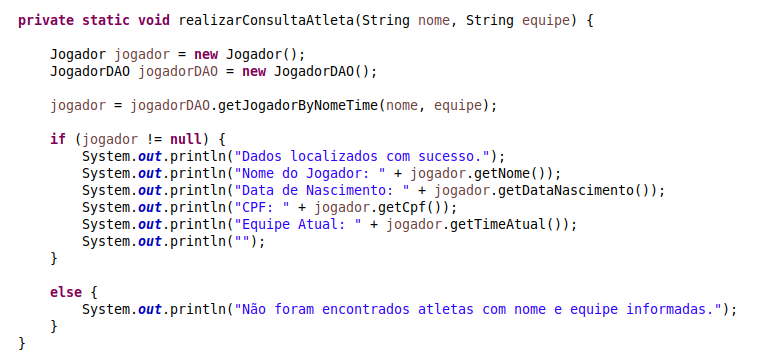 private static void realizarConsultaAtleta(String nome, String equipe) {
Jogador jogador = new Jogador();
JogadorDAO jogadorDAO = new JogadorDAO();
jogador = jogadorDAO.getJogadorByNomeTime(nome, equipe);
if (jogador != null) {
System.out.println("Dados localizados com sucesso.");
System.out.println("Nome do Jogador: " + jogador.getNome());
System.out.println("Data de Nascimento: " + jogador.getDataNascimento());
System.out.println("CPF: " + jogador.getCpf());
System.out.println("Equipe Atual: " + jogador.getTimeAtual());
System.out.println("");
}
else {
System.out.println("Não foram encontrados atletas com nome e equipe informadas.");
}
}